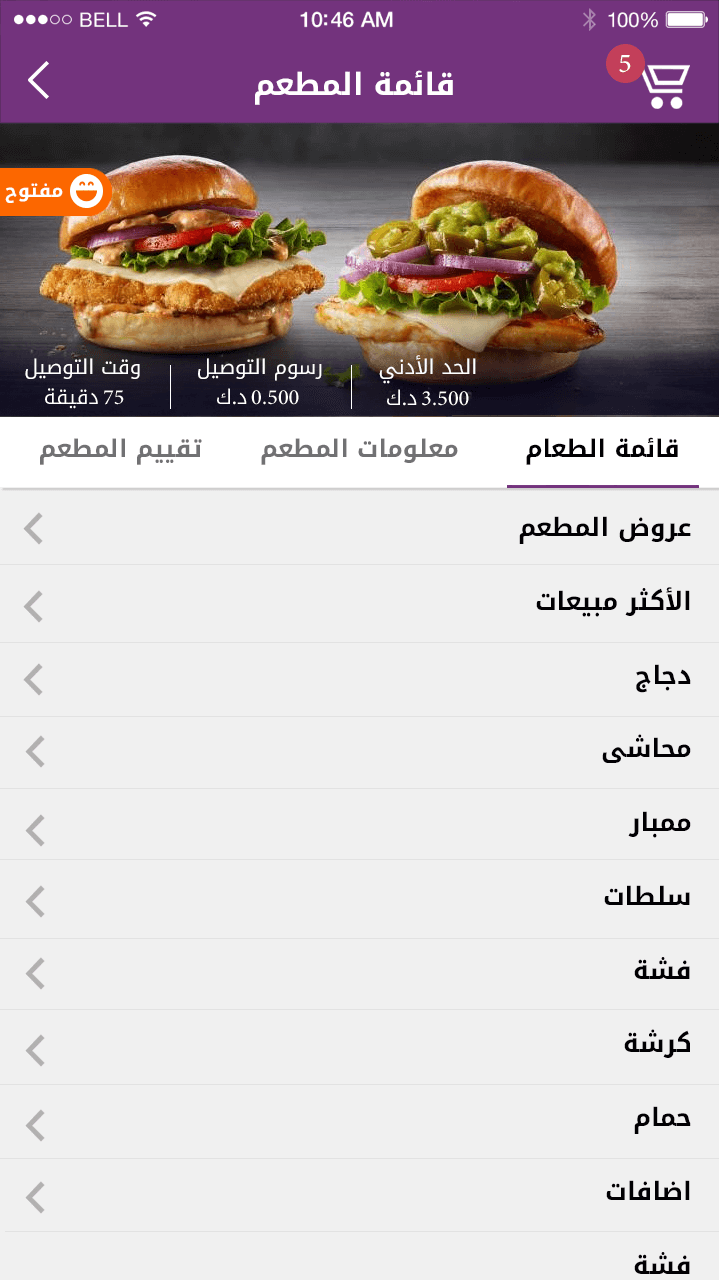 BELL 10:46 AM 100%
قائمة المطعم
5
مفتوح
الحد الأدني رسوم التوصيل وقت التوصيل
3.500 د.ك 0.500 د.ك 75 دقيقة
قائمة الطعام معلومات المطعم تقييم المطعم
عروض المطعم
الأكثر مبيعات
دجاج
محاشى
ممبار
سلطات
فشة
كرشة
حمام
اضافات
فشة